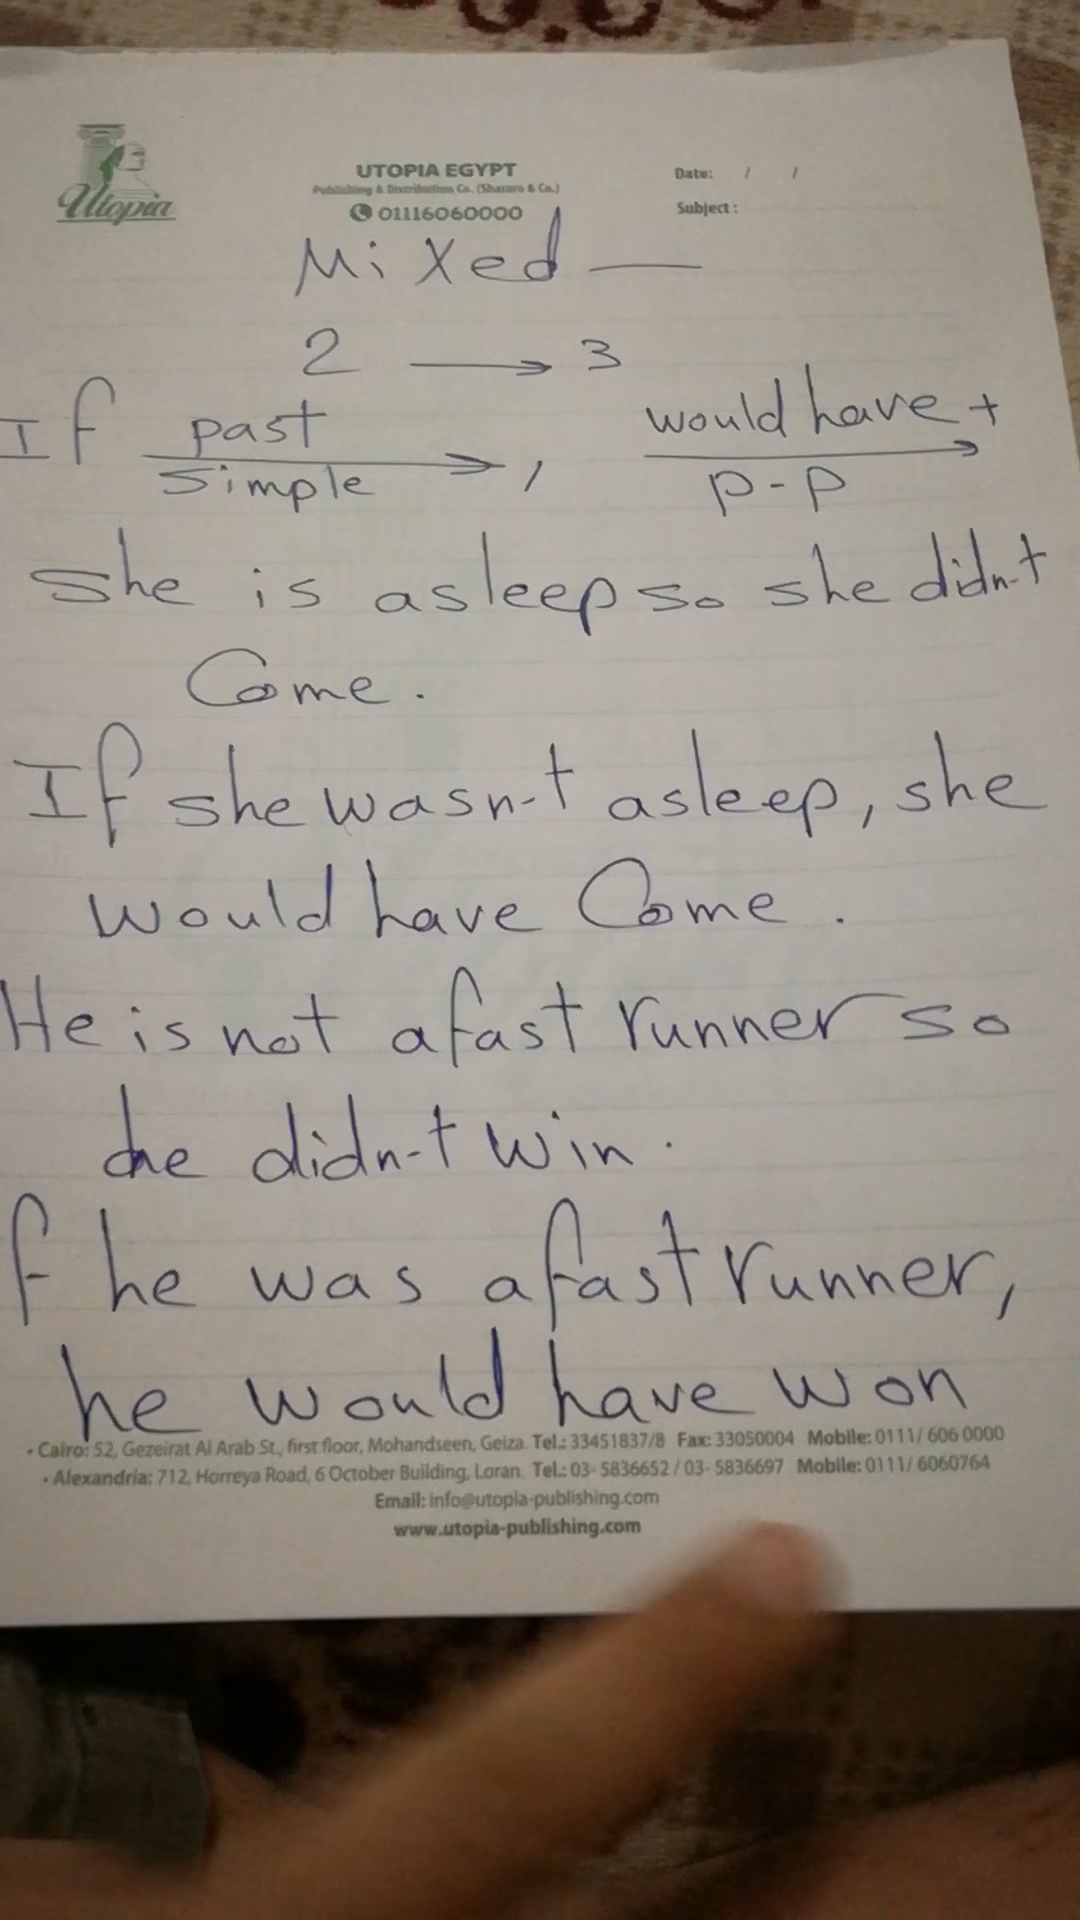 Utopia
UTOPIA EGYPT
Publishing & Distribution Co. (Shararo & Co.)
01116060000
Date: / /
Subject :
Mixed —
2 → 3
If past simple → , would have + p-p →
she is asleep so she didn-t
Come.
If she wasn-t asleep, she
would have Come.
He is not a fast runner so
he didn-t win.
f he was a fast runner,
he would have won
• Cairo: 52, Gezeirat Al Arab St., first floor, Mohandseen, Geiza. Tel.: 33451837/8 Fax: 33050004 Mobile: 0111/ 606 0000
• Alexandria: 712, Horreya Road, 6 October Building, Loran. Tel.: 03- 5836652 / 03- 5836697 Mobile: 0111/ 6060764
Email: info@utopia-publishing.com
www.utopia-publishing.com